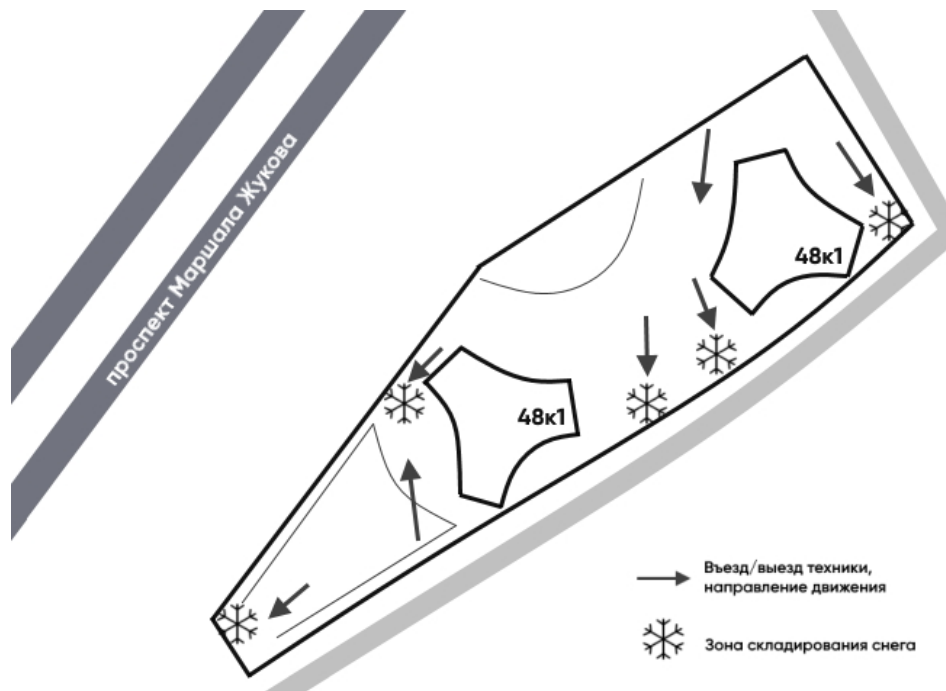 проспект Маршала Жукова
48к1
48к1
Въезд/выезд техники,
направление движения
Зона складирования снега